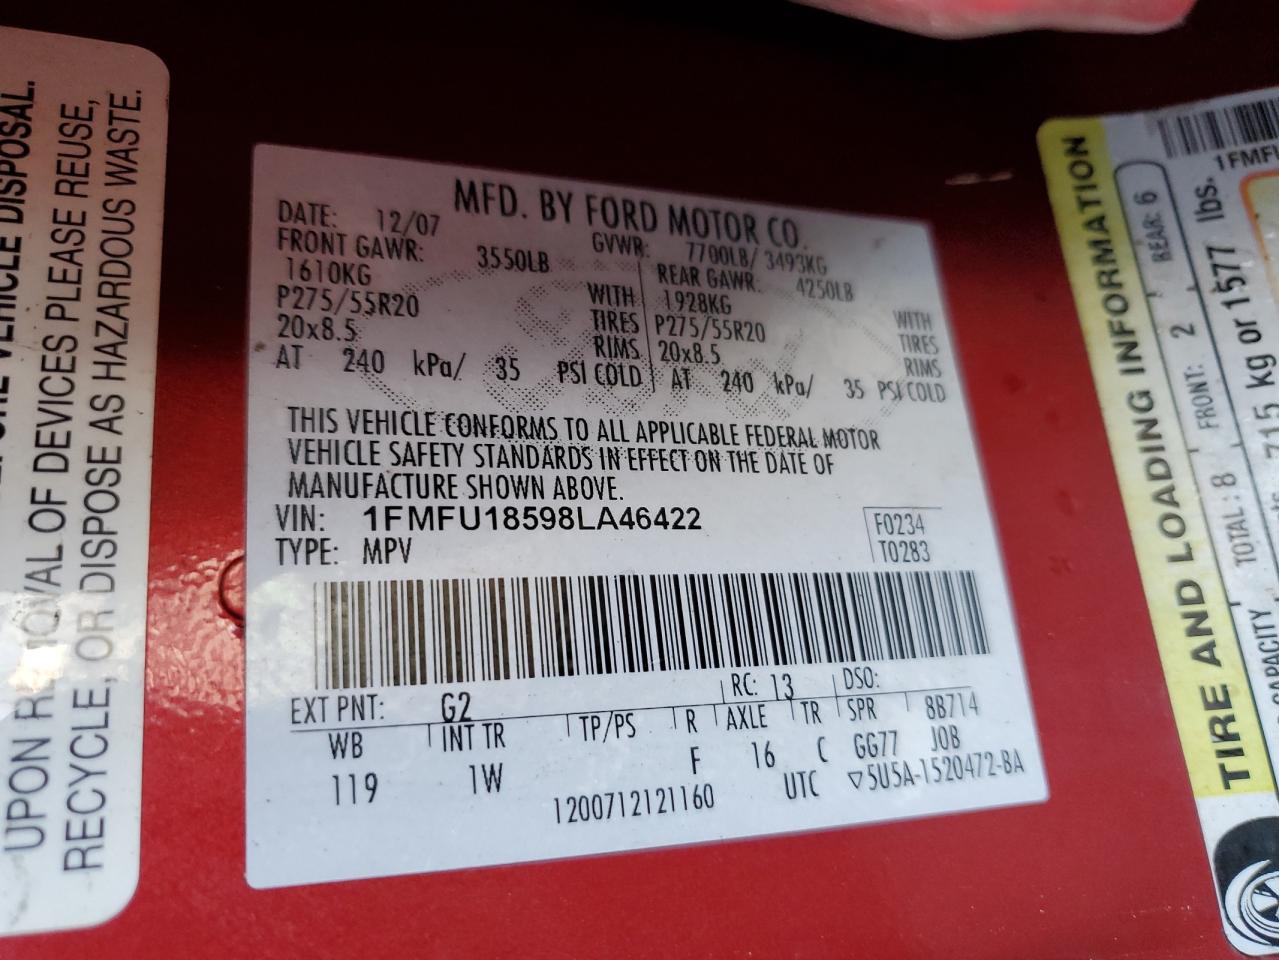 VEHICLE DISPOSAL.
UPON REMOVAL OF DEVICES PLEASE REUSE,
RECYCLE, OR DISPOSE AS HAZARDOUS WASTE.
MFD. BY FORD MOTOR CO.
DATE: 12/07 GVWR: 7700LB/ 3493KG
FRONT GAWR: 3550LB REAR GAWR: 4250LB
1610KG WITH 1928KG WITH
P275/55R20 TIRES P275/55R20 TIRES
20x8.5 RIMS 20x8.5 RIMS
AT 240 kPa/ 35 PSI COLD AT 240 kPa/ 35 PSI COLD
THIS VEHICLE CONFORMS TO ALL APPLICABLE FEDERAL MOTOR
VEHICLE SAFETY STANDARDS IN EFFECT ON THE DATE OF
MANUFACTURE SHOWN ABOVE.
VIN: 1FMFU18598LA46422 F0234
TYPE: MPV T0283
EXT PNT: G2 RC: 13 DSO:
WB INT TR TP/PS R AXLE TR SPR 8B714
119 1W F 16 C GG77 JOB
1200712121160 UTC ▽5U5A-1520472-BA
TIRE AND LOADING INFORMATION
TOTAL: 8 FRONT: 2 REAR: 6
715 kg or 1577 lbs.
1FMFU